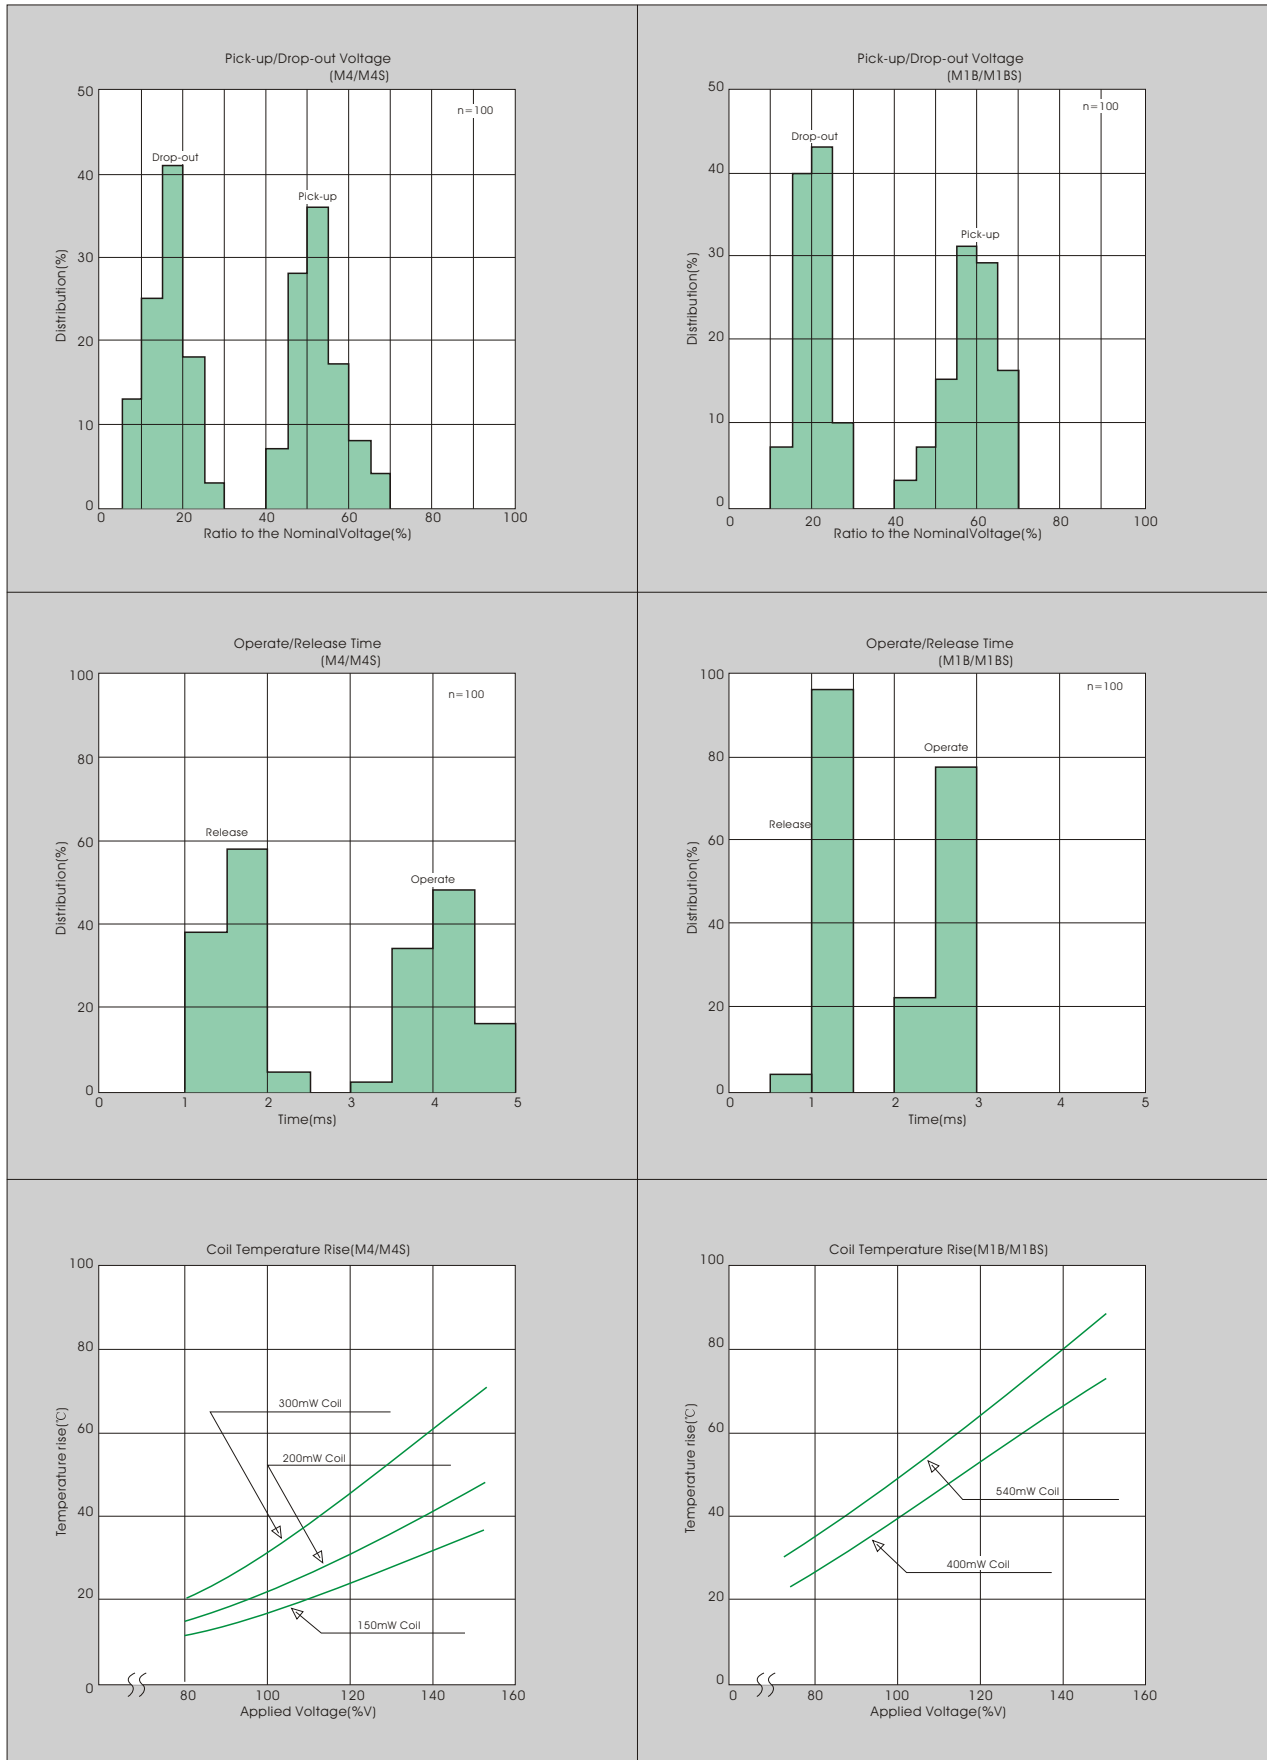 Pick-up/Drop-out Voltage
(M4/M4S)
50
n=100
Drop-out
40
Pick-up
30
Distribution(%)
20
10
0
0 20 40 60 80 100
Ratio to the NominalVoltage(%)
Pick-up/Drop-out Voltage
(M1B/M1BS)
50
n=100
Drop-out
40
Pick-up
30
Distribution(%)
20
10
0
0 20 40 60 80 100
Ratio to the NominalVoltage(%)
Operate/Release Time
(M4/M4S)
100
n=100
80
Release
60
Operate
Distribution(%)
40
20
0
0 1 2 3 4 5
Time(ms)
Operate/Release Time
(M1B/M1BS)
100
n=100
Operate
80
Release
60
Distribution(%)
40
20
0
0 1 2 3 4 5
Time(ms)
Coil Temperature Rise(M4/M4S)
100
80
300mW Coil
60
200mW Coil
Temperature rise(℃)
40
20
150mW Coil
0
80 100 120 140 160
Applied Voltage(%V)
Coil Temperature Rise(M1B/M1BS)
100
80
60
Temperature rise(℃)
540mW Coil
40
400mW Coil
20
0
0 80 100 120 140 160
Applied Voltage(%V)